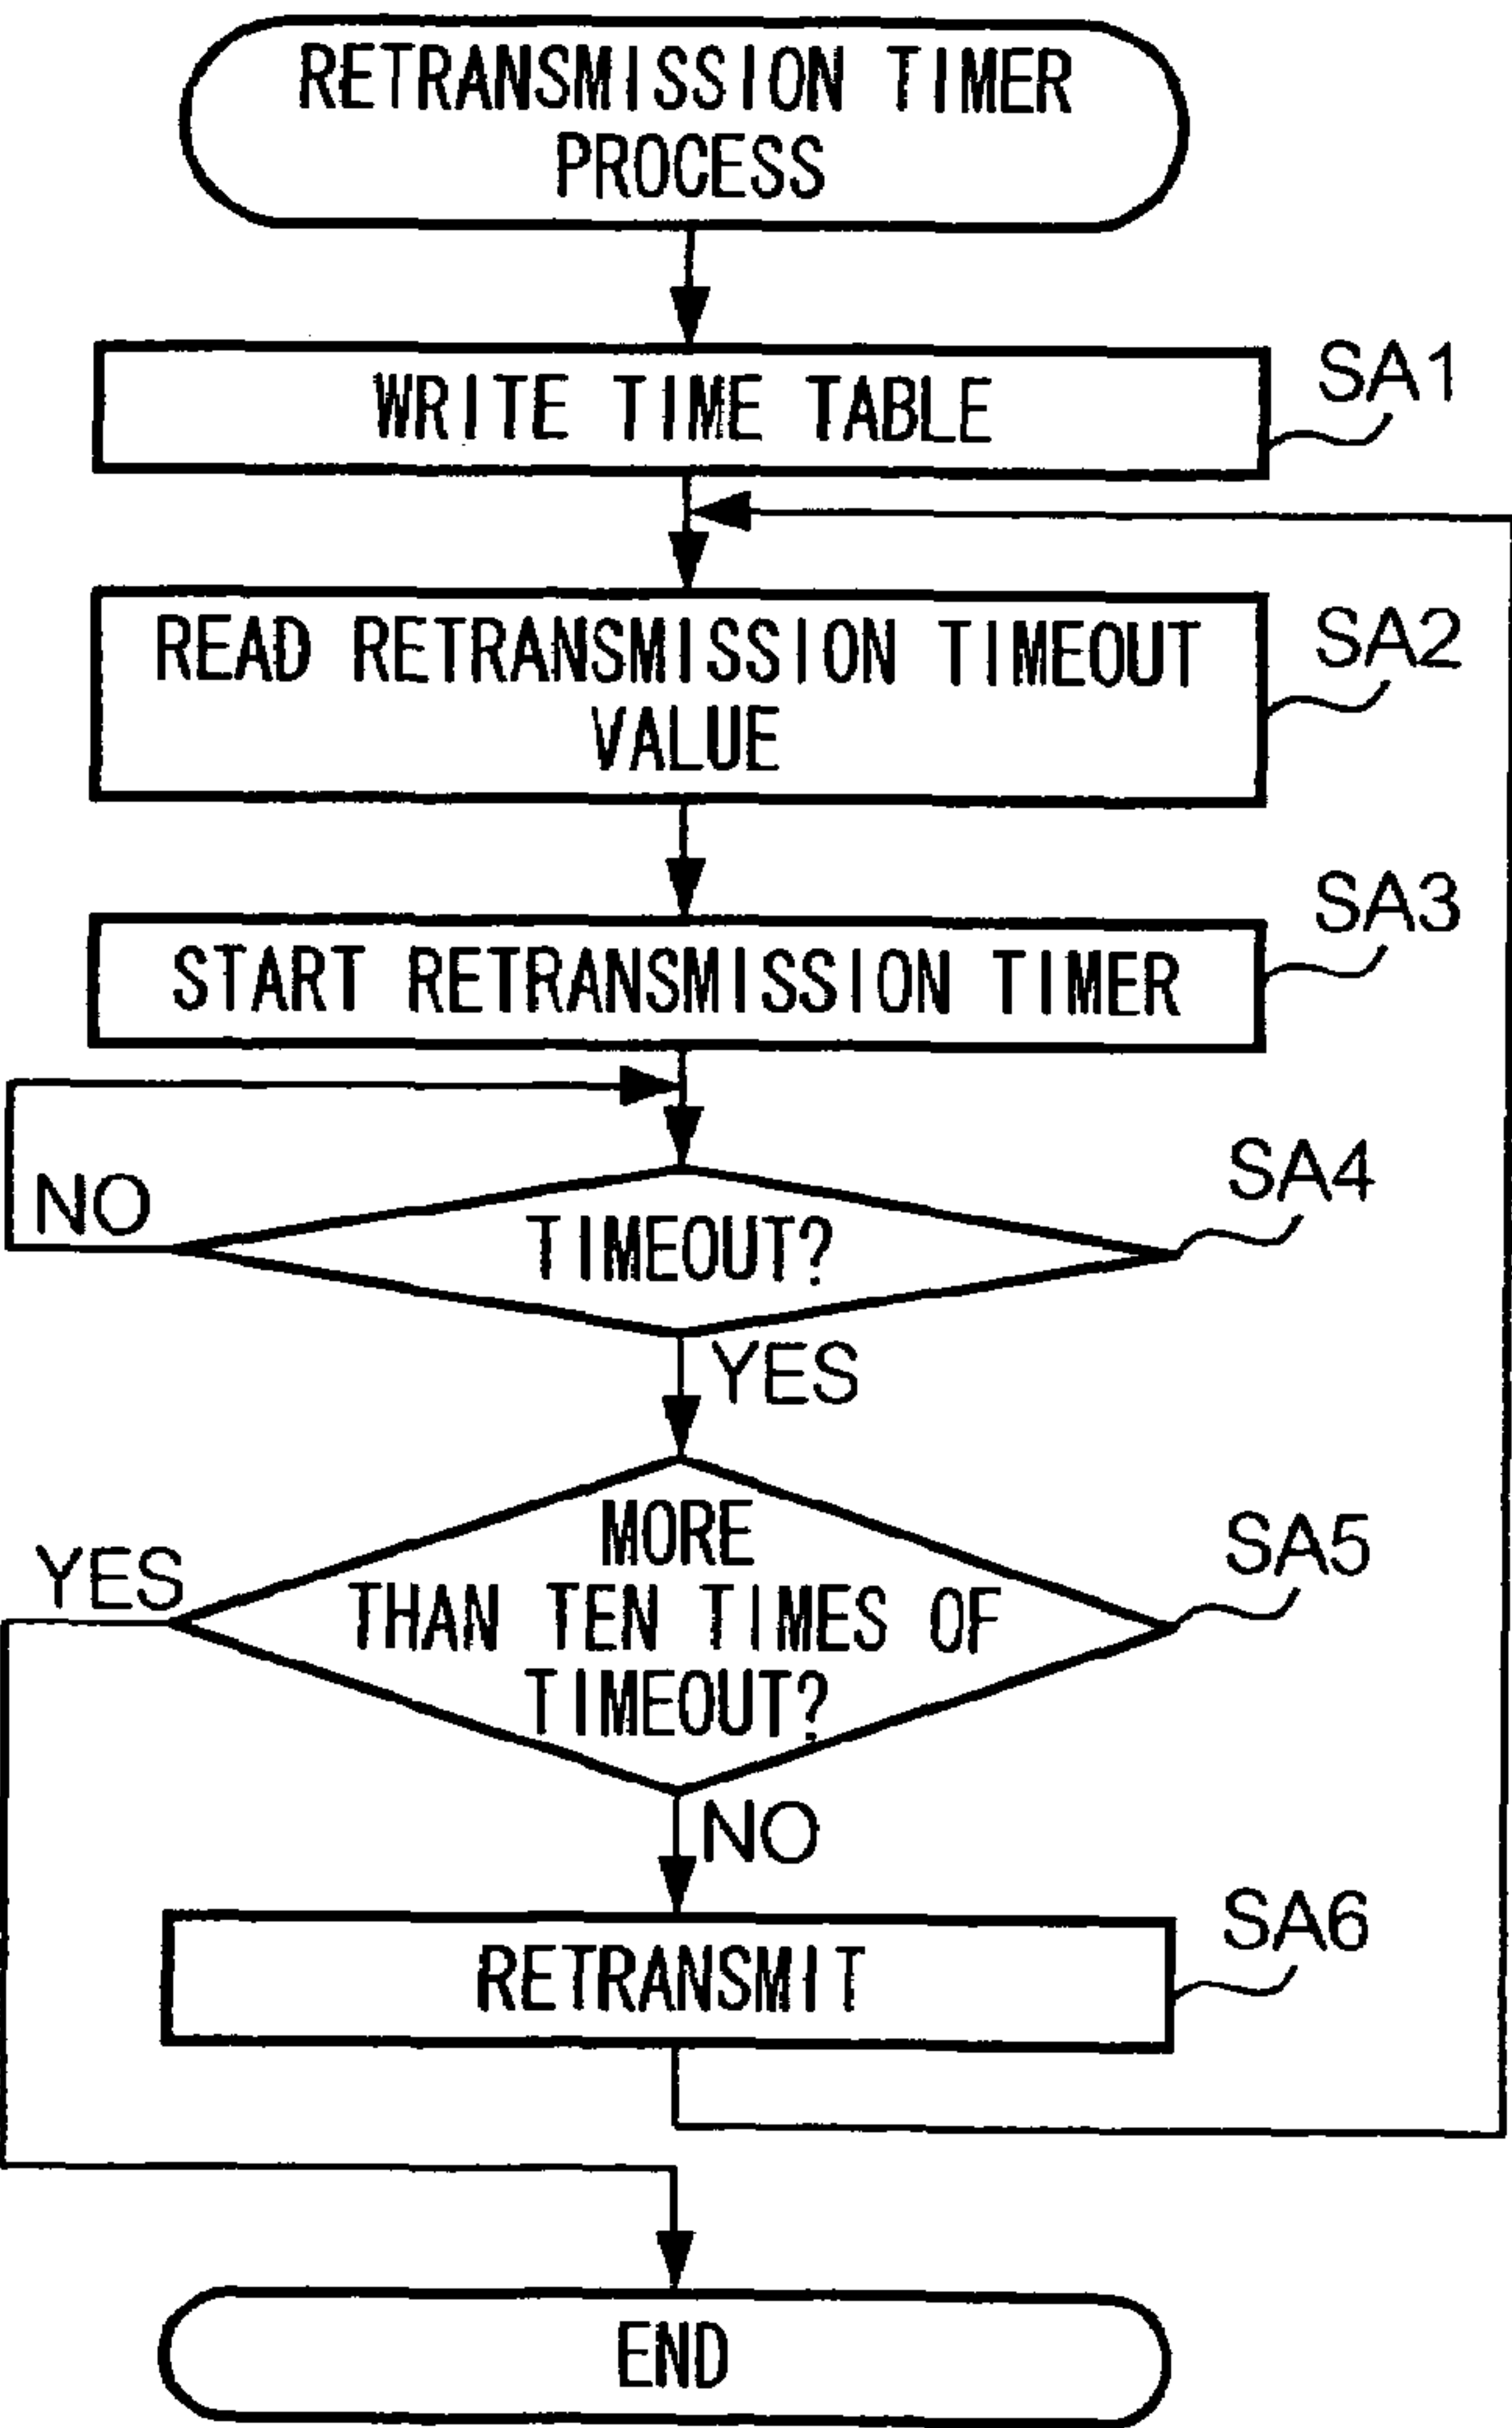 RETRANSMISSION TIMER
PROCESS
WRITE TIME TABLE
SA1
READ RETRANSMISSION TIMEOUT
VALUE
SA2
START RETRANSMISSION TIMER
SA3
NO
TIMEOUT?
SA4
YES
YES
MORE
THAN TEN TIMES OF
TIMEOUT?
SA5
NO
RETRANSMIT
SA6
END